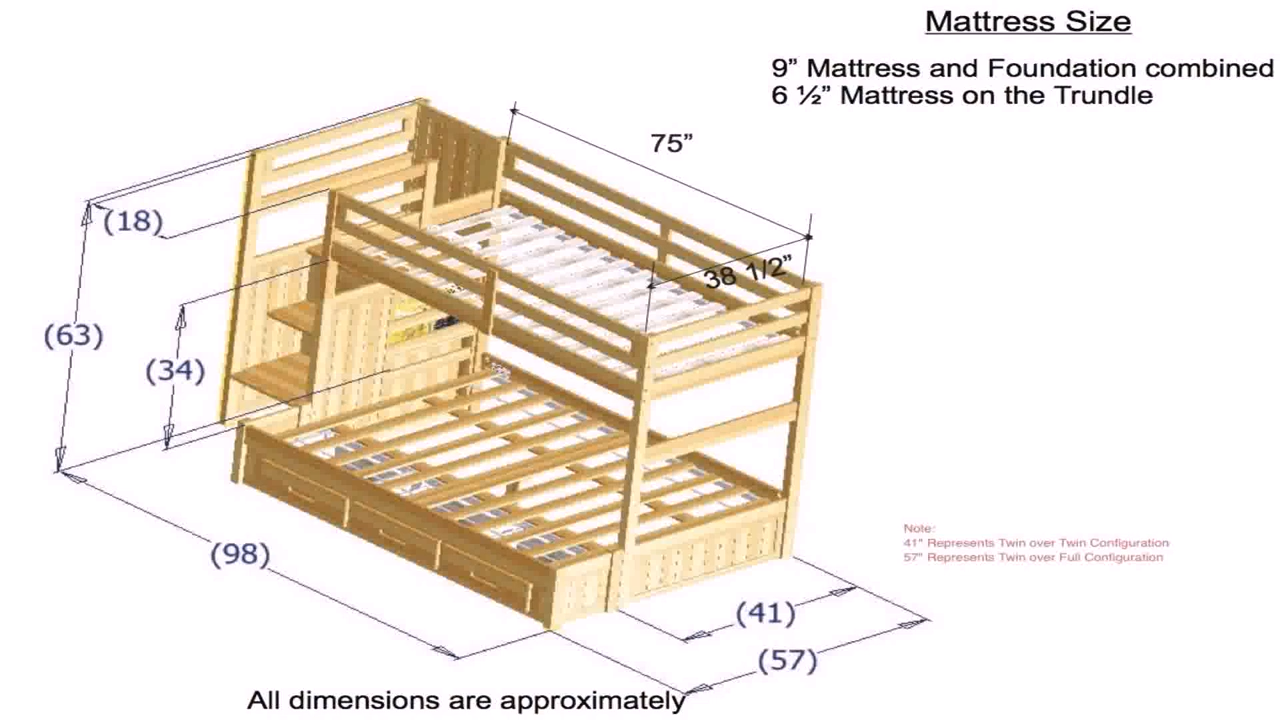 Mattress Size
9” Mattress and Foundation combined
6 ½” Mattress on the Trundle
75”
38 1/2”
(18)
(63)
(34)
(98)
(41)
(57)
Note:
41" Represents Twin over Twin Configuration
57" Represents Twin over Full Configuration
All dimensions are approximately